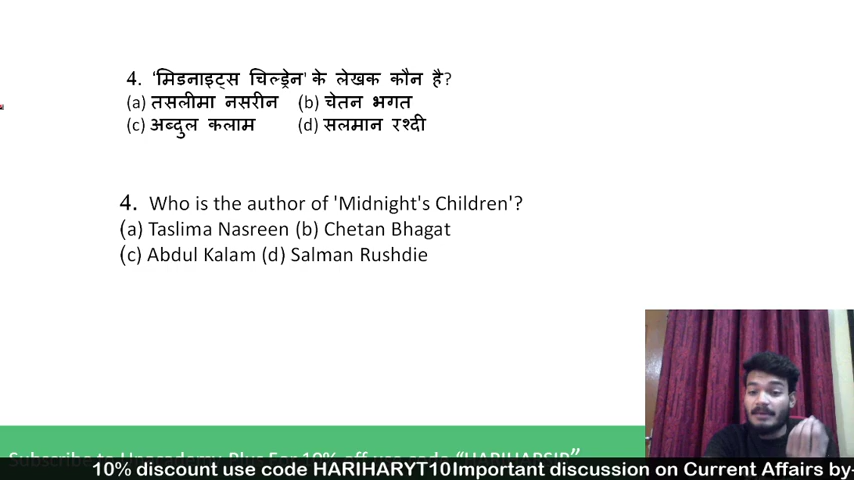 4. 'मिडनाइट्स चिल्ड्रेन' के लेखक कौन है?
(a) तसलीमा नसरीन (b) चेतन भगत
(c) अब्दुल कलाम (d) सलमान रश्दी
4. Who is the author of 'Midnight's Children'?
(a) Taslima Nasreen (b) Chetan Bhagat
(c) Abdul Kalam (d) Salman Rushdie
10% discount use code HARIHARYT10Important discussion on Current Affairs by-